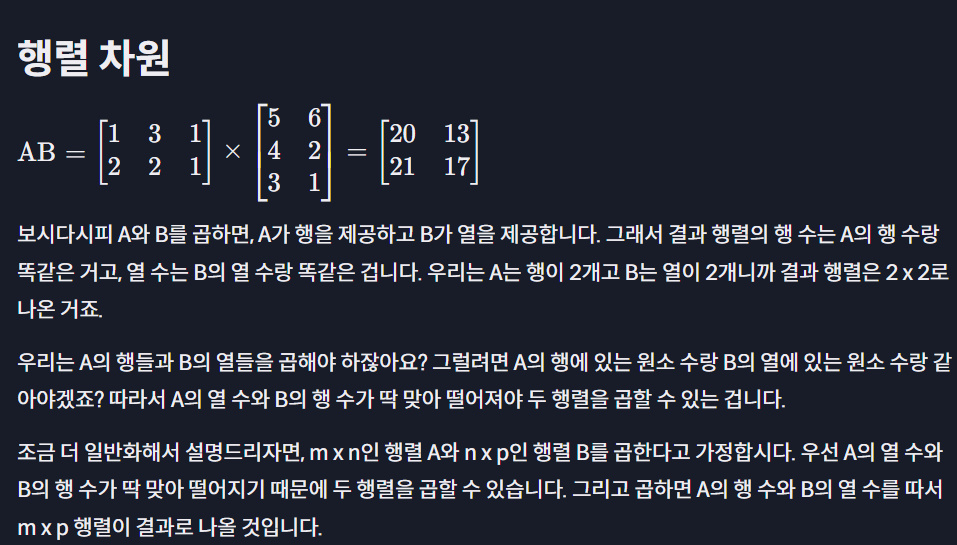 행렬 차원
AB = [1 3 1; 2 2 1] × [5 6; 4 2; 3 1] = [20 13; 21 17]
보시다시피 A와 B를 곱하면, A가 행을 제공하고 B가 열을 제공합니다. 그래서 결과 행렬의 행 수는 A의 행 수랑
똑같은 거고, 열 수는 B의 열 수랑 똑같은 겁니다. 우리는 A는 행이 2개고 B는 열이 2개니까 결과 행렬은 2 x 2로
나온 거죠.
우리는 A의 행들과 B의 열들을 곱해야 하잖아요? 그럴려면 A의 행에 있는 원소 수랑 B의 열에 있는 원소 수랑 같
아야겠죠? 따라서 A의 열 수와 B의 행 수가 딱 맞아 떨어져야 두 행렬을 곱할 수 있는 겁니다.
조금 더 일반화해서 설명드리자면, m x n인 행렬 A와 n x p인 행렬 B를 곱한다고 가정합시다. 우선 A의 열 수와
B의 행 수가 딱 맞아 떨어지기 때문에 두 행렬을 곱할 수 있습니다. 그리고 곱하면 A의 행 수와 B의 열 수를 따서
m x p 행렬이 결과로 나올 것입니다.